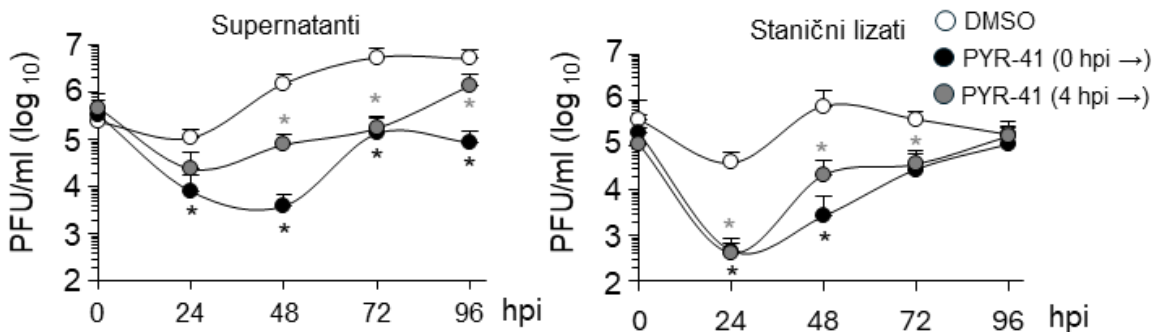 Supernatanti
PFU/ml (log 10)
7
6
5
4
3
2
0 24 48 72 96 hpi
* * * * * * *
Stanični lizati
PFU/ml (log 10)
7
6
5
4
3
2
0 24 48 72 96 hpi
* * * * *
DMSO
PYR-41 (0 hpi →)
PYR-41 (4 hpi →)